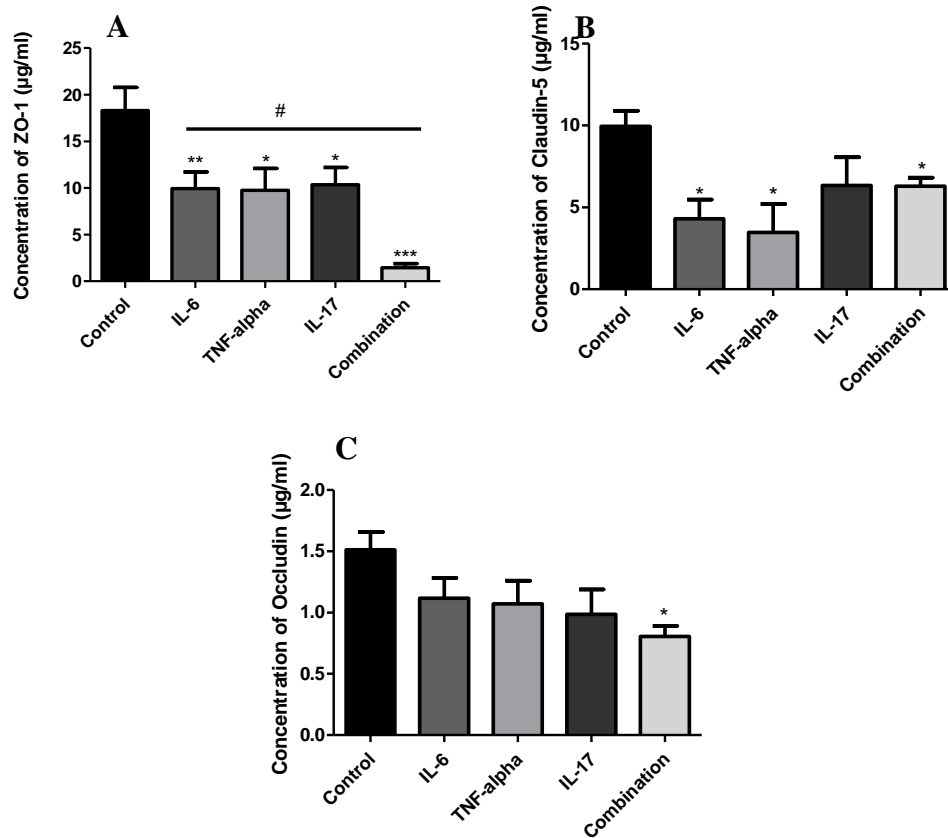 A
Concentration of ZO-1 (µg/ml)
25
20
15
10
5
0
#
**
*
*
***
Control
IL-6
TNF-alpha
IL-17
Combination
B
Concentration of Claudin-5 (µg/ml)
15
10
5
0
*
*
*
Control
IL-6
TNF-alpha
IL-17
Combination
C
Concentration of Occludin (µg/ml)
2.0
1.5
1.0
0.5
0.0
*
Control
IL-6
TNF-alpha
IL-17
Combination